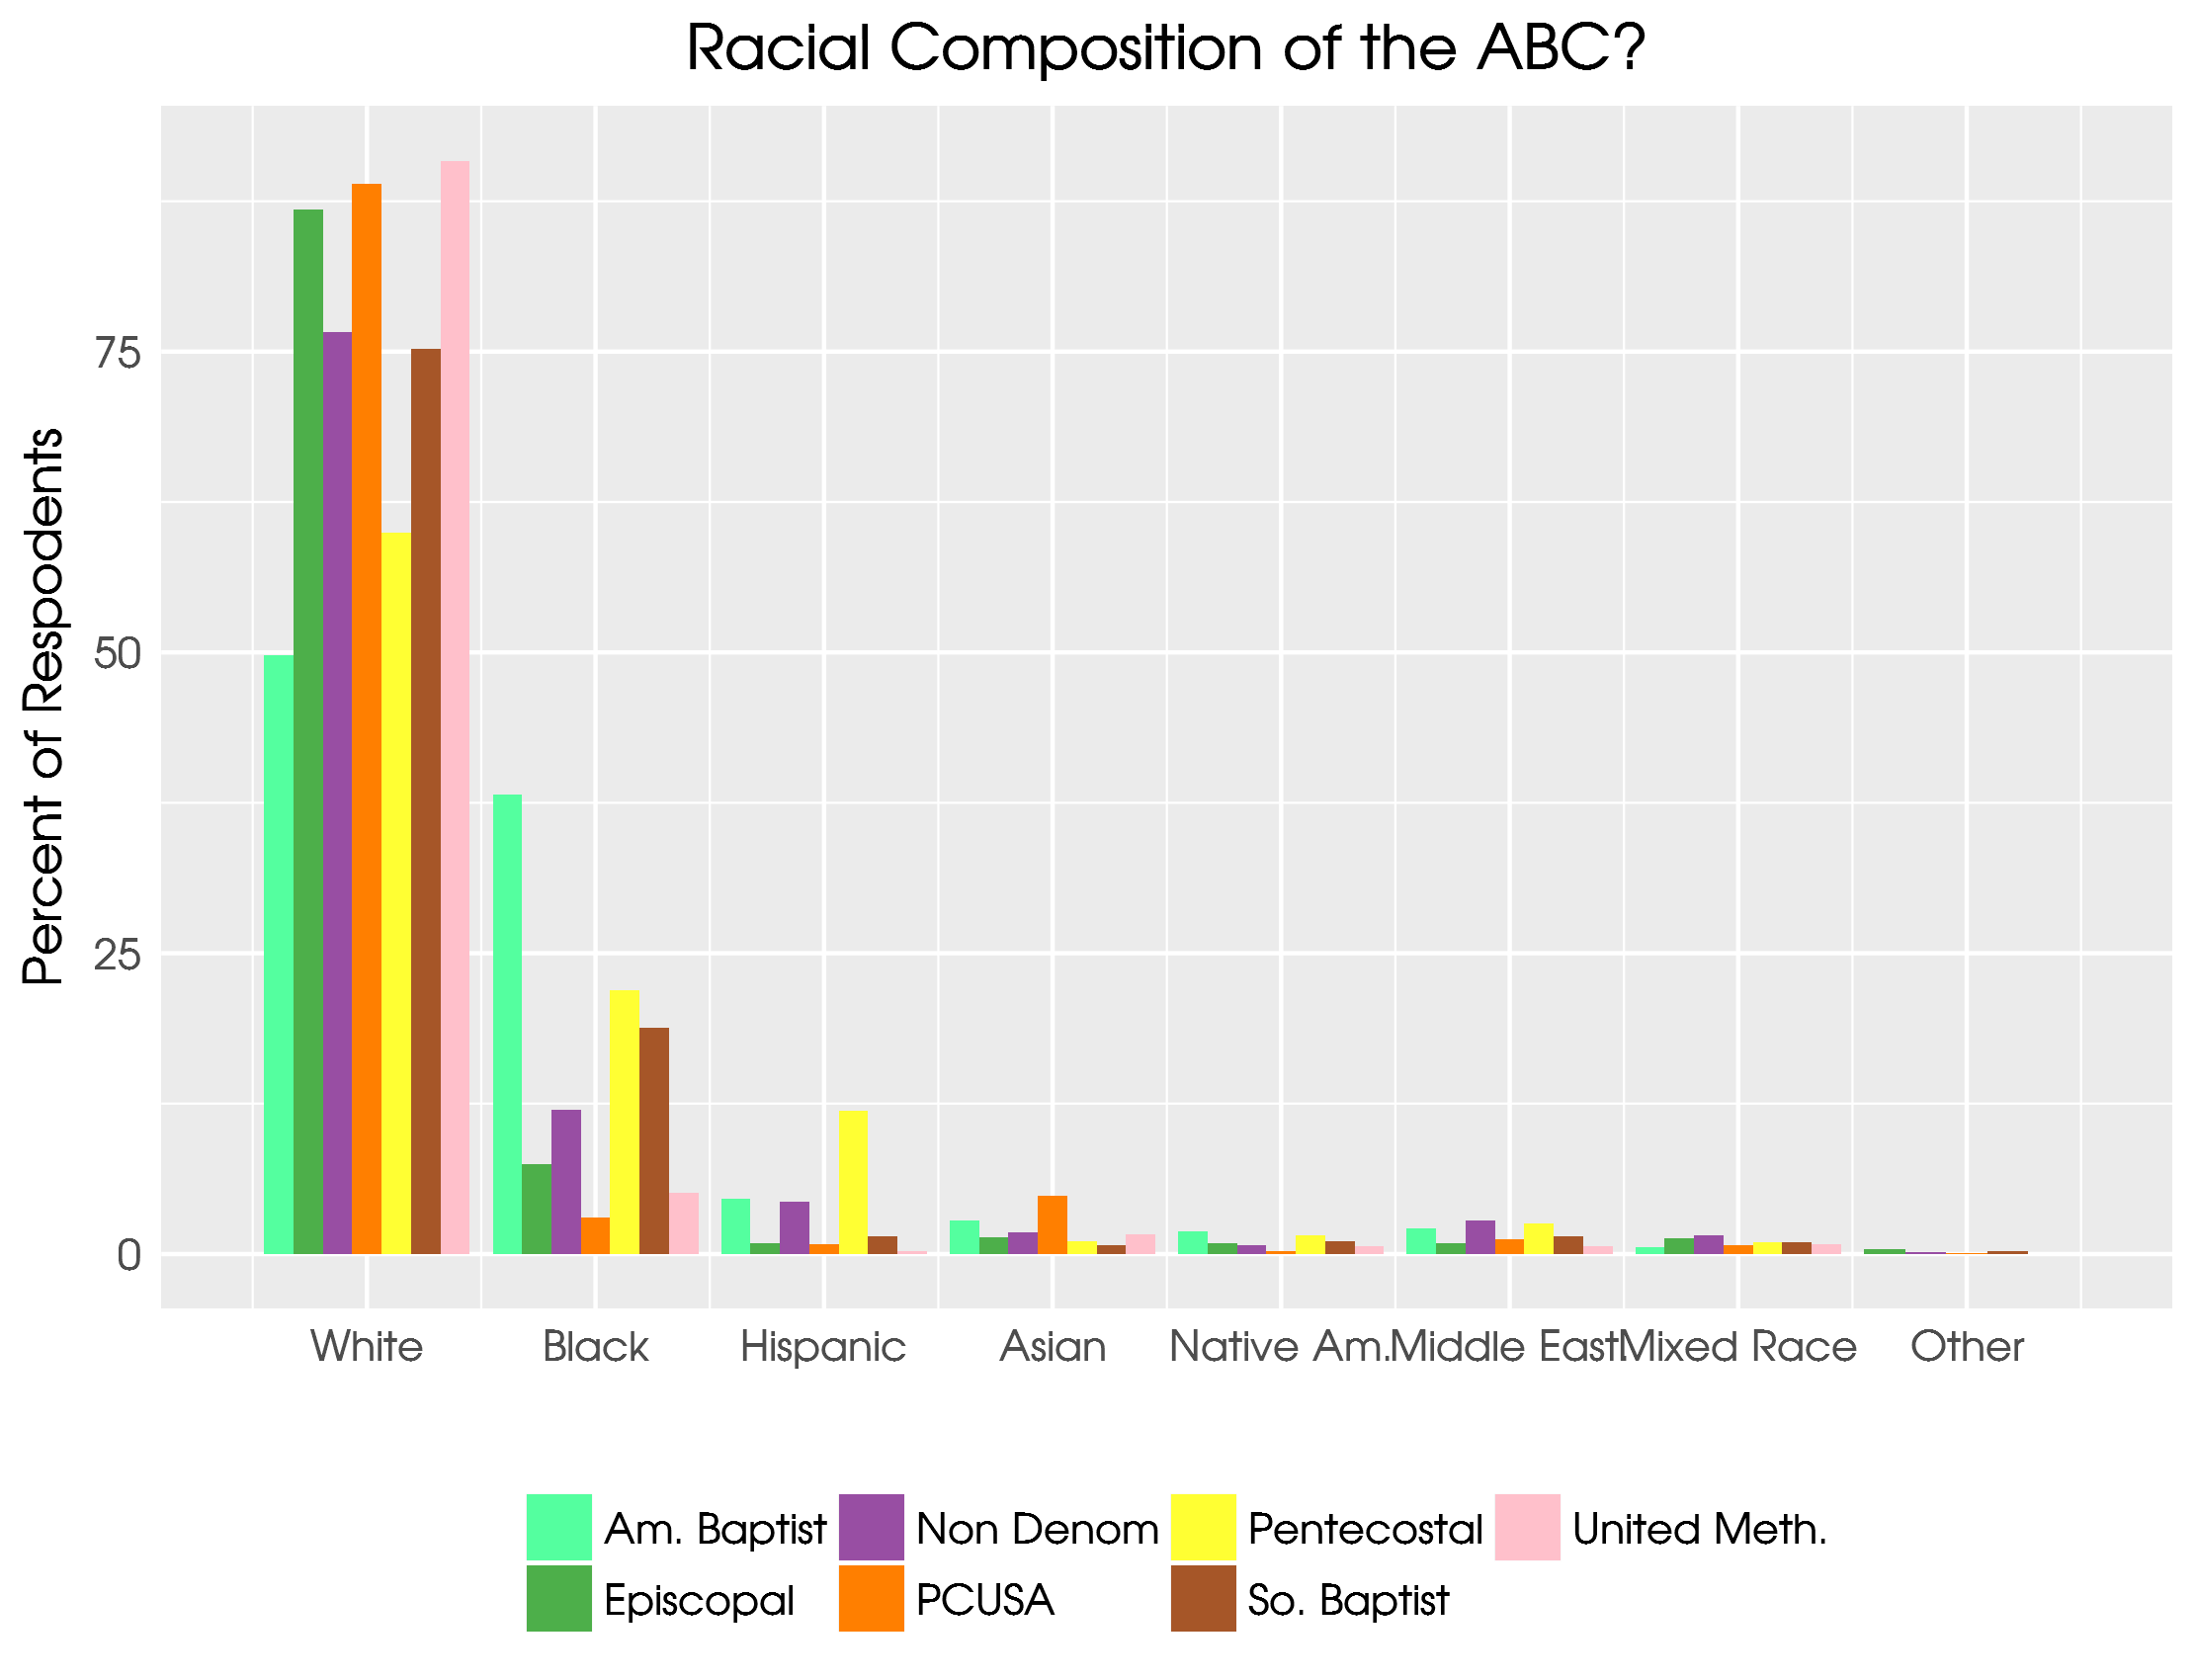 Racial Composition of the ABC?
Percent of Respodents
75
50
25
0
White Black Hispanic Asian Native Am. Middle East Mixed Race Other
Am. Baptist Non Denom Pentecostal United Meth.
Episcopal PCUSA So. Baptist